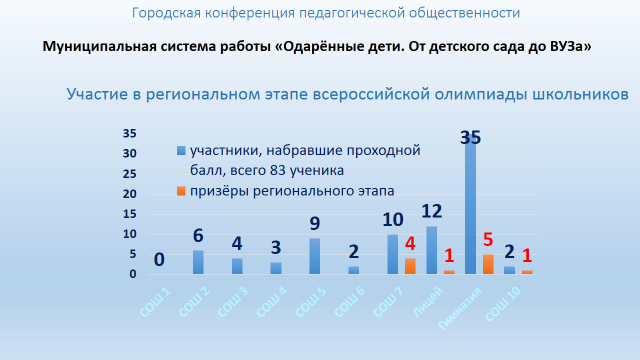 Городская конференция педагогической общественности
Муниципальная система работы «Одарённые дети. От детского сада до ВУЗа»
Участие в региональном этапе всероссийской олимпиады школьников
35
30
25
20
15
10
5
0
участники, набравшие проходной
балл, всего 83 ученика
призёры регионального этапа
0
6
4
3
9
2
10
4
12
1
35
5
2
1
СОШ 1
СОШ 2
СОШ 3
СОШ 4
СОШ 5
СОШ 6
СОШ 7
Лицей
Гимназия
СОШ 10